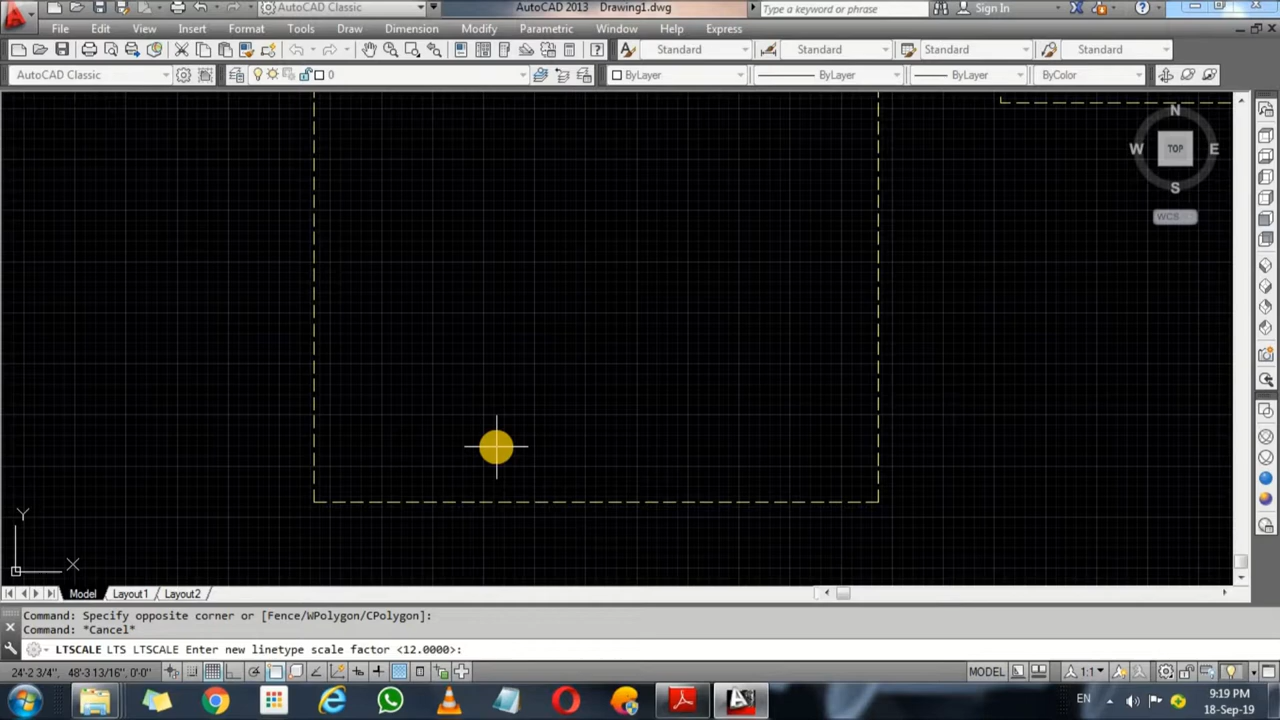 AutoCAD Classic
AutoCAD 2013 Drawing1.dwg
Type a keyword or phrase
Sign In
File Edit View Insert Format Tools Draw Dimension Modify Parametric Window Help Express
Standard Standard Standard Standard
AutoCAD Classic
0
ByLayer ByLayer ByLayer ByColor
N
W TOP E
S
WCS
Y
X
Model Layout1 Layout2
Command: Specify opposite corner or [Fence/WPolygon/CPolygon]:
Command: *Cancel*
LTSCALE LTS LTSCALE Enter new linetype scale factor <12.0000>:
24'-2 3/4", 48'-3 13/16", 0'-0"
MODEL
1:1
EN
9:19 PM
18-Sep-19